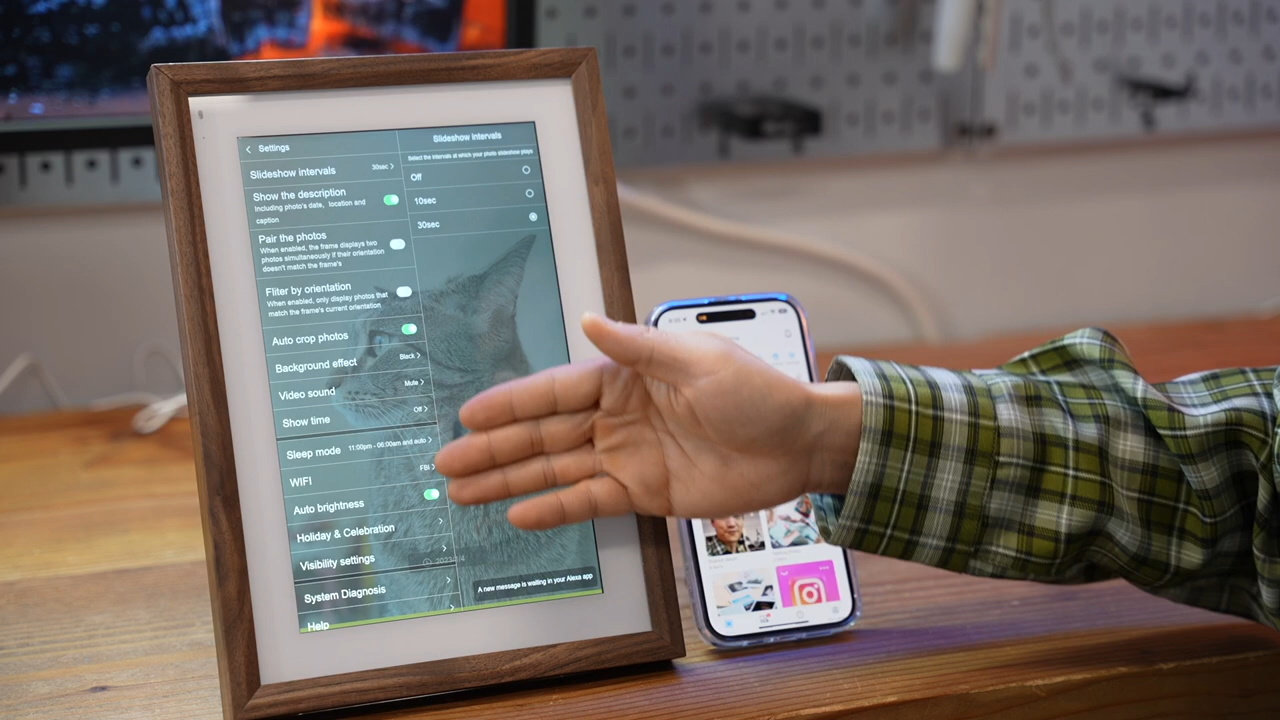 Settings
Slideshow intervals
30sec
Show the description
Including photo's date, location and
caption
Pair the photos
When enabled, the frame displays two
photos simultaneously if their orientation
doesn't match the frame's
Fliter by orientation
When enabled, only display photos that
match the frame's current orientation
Auto crop photos
Background effect
Black
Video sound
Mute
Show time
Off
Sleep mode
11:00pm - 06:00am and auto
WIFI
FBI
Auto brightness
Holiday & Celebration
Visibility settings
System Diagnosis
Help
Slideshow intervals
Select the intervals at which your photo slideshow plays
Off
10sec
30sec
A new message is waiting in your Alexa app